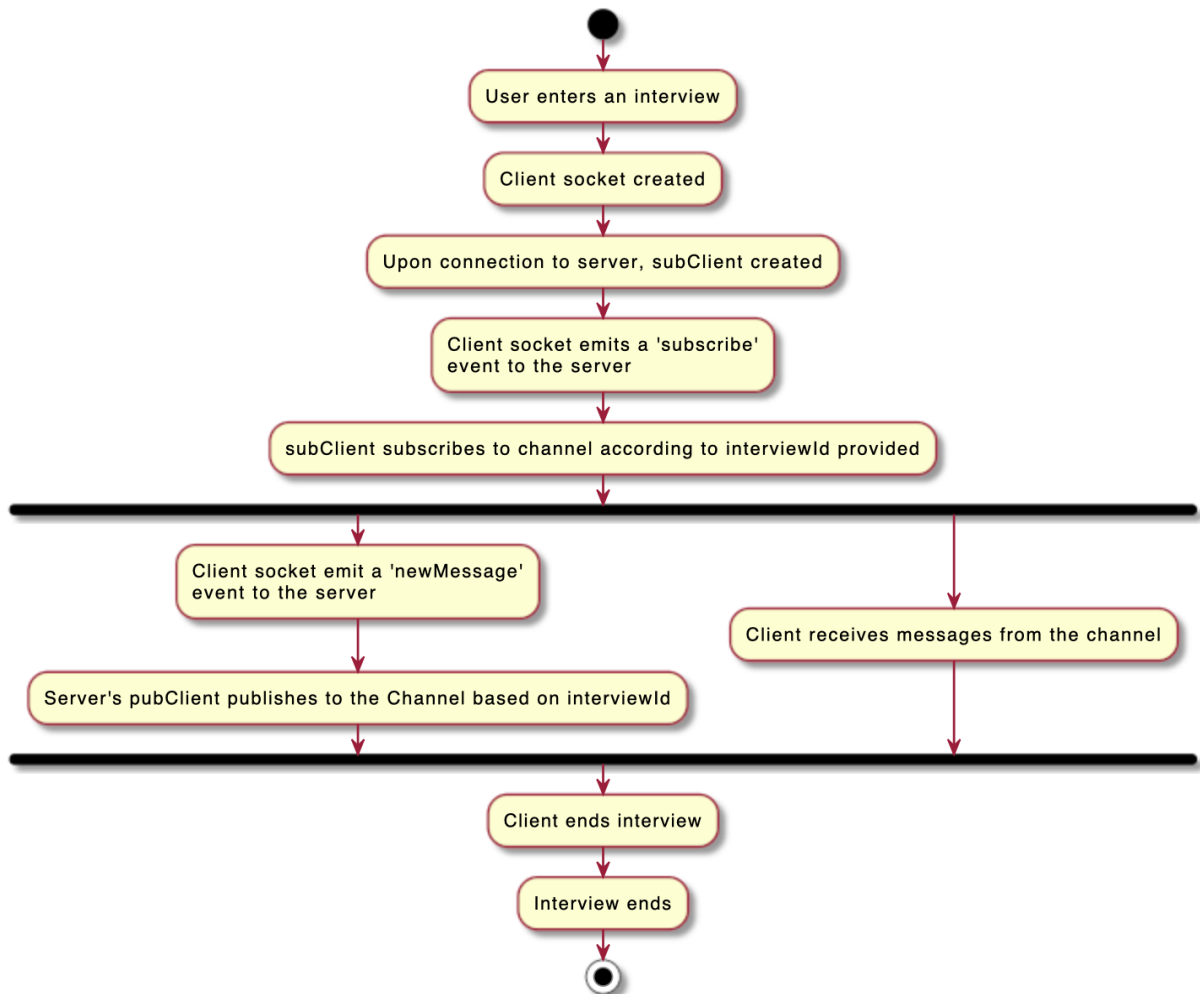 User enters an interview
Client socket created
Upon connection to server, subClient created
Client socket emits a 'subscribe'
event to the server
subClient subscribes to channel according to interviewId provided
Client socket emit a 'newMessage'
event to the server
Client receives messages from the channel
Server's pubClient publishes to the Channel based on interviewId
Client ends interview
Interview ends